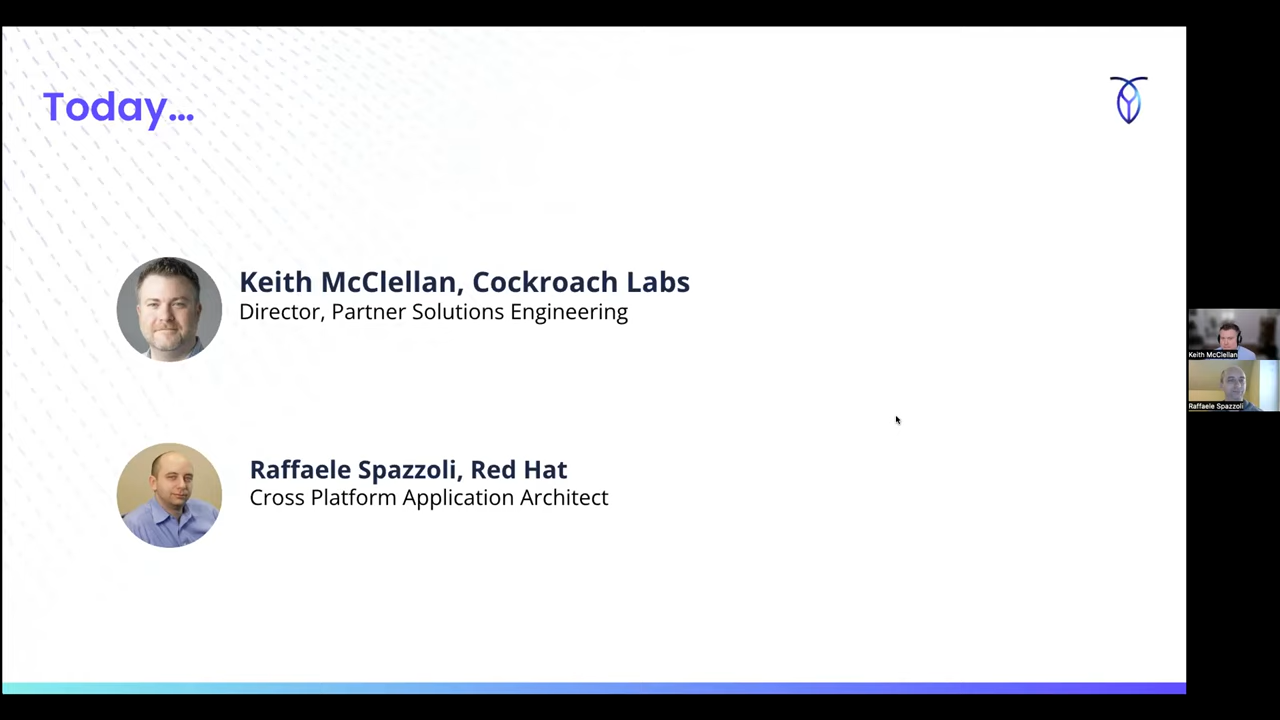 Today...
Keith McClellan, Cockroach Labs
Director, Partner Solutions Engineering
Raffaele Spazzoli, Red Hat
Cross Platform Application Architect
Keith McClellan
Raffaele Spazzoli